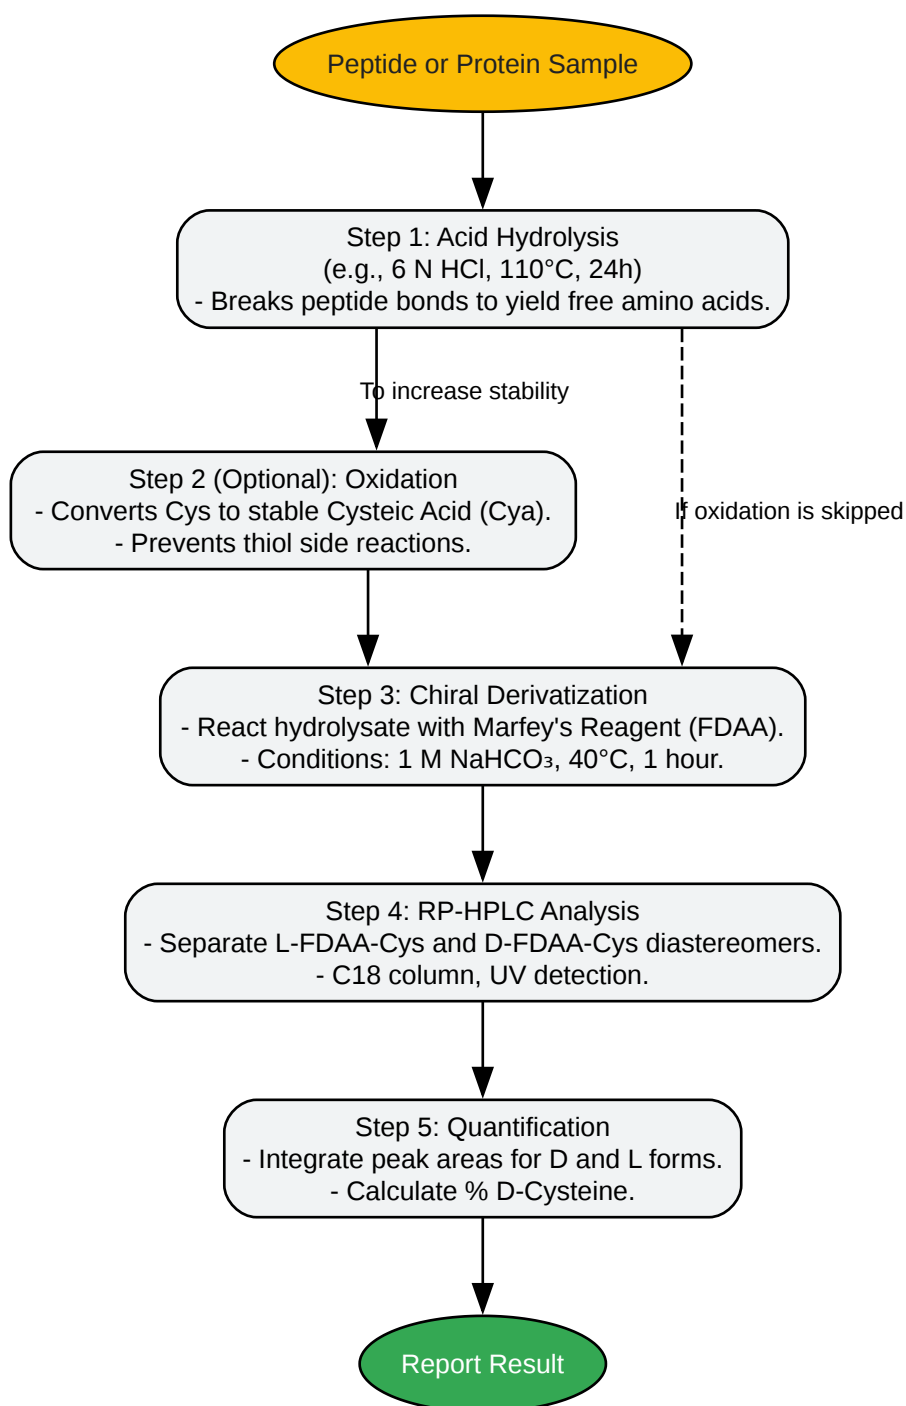 Peptide or Protein Sample
Step 1: Acid Hydrolysis
(e.g., 6 N HCl, 110°C, 24h)
- Breaks peptide bonds to yield free amino acids.
To increase stability
Step 2 (Optional): Oxidation
- Converts Cys to stable Cysteic Acid (Cya).
- Prevents thiol side reactions.
If oxidation is skipped
Step 3: Chiral Derivatization
- React hydrolysate with Marfey's Reagent (FDAA).
- Conditions: 1 M NaHCO₃, 40°C, 1 hour.
Step 4: RP-HPLC Analysis
- Separate L-FDAA-Cys and D-FDAA-Cys diastereomers.
- C18 column, UV detection.
Step 5: Quantification
- Integrate peak areas for D and L forms.
- Calculate % D-Cysteine.
Report Result